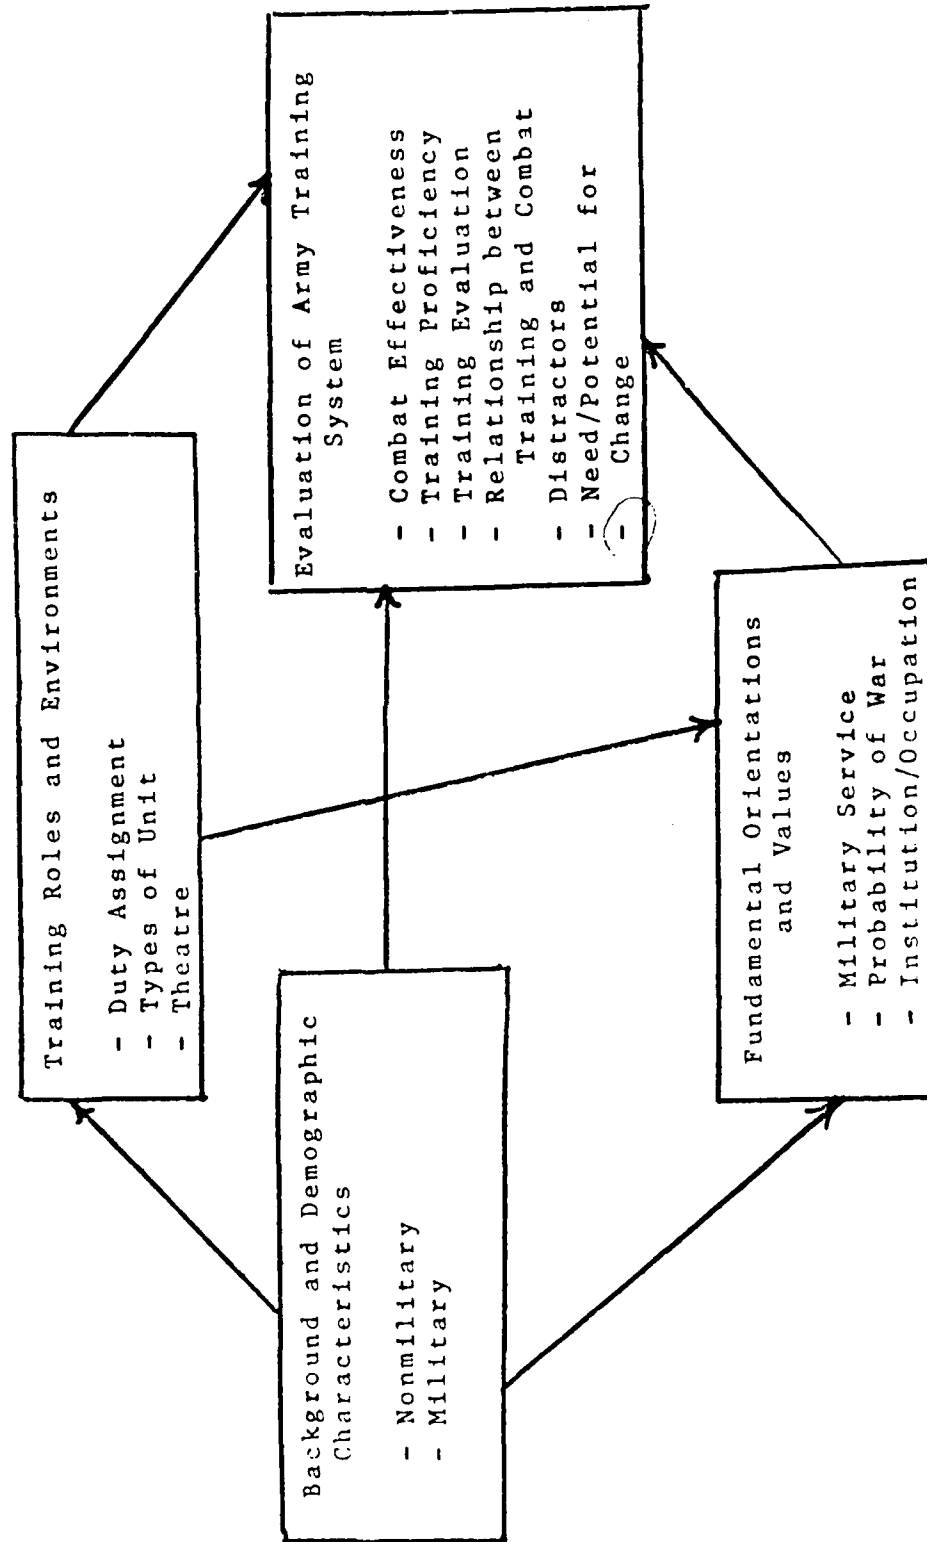 Training Roles and Environments
- Duty Assignment
- Types of Unit
- Theatre
Background and Demographic
Characteristics
- Nonmilitary
- Military
Evaluation of Army Training
System
- Combat Effectiveness
- Training Proficiency
- Training Evaluation
- Relationship between
Training and Combat
- Distractors
- Need/Potential for
- Change
Fundamental Orientations
and Values
- Military Service
- Probability of War
- Institution/Occupation